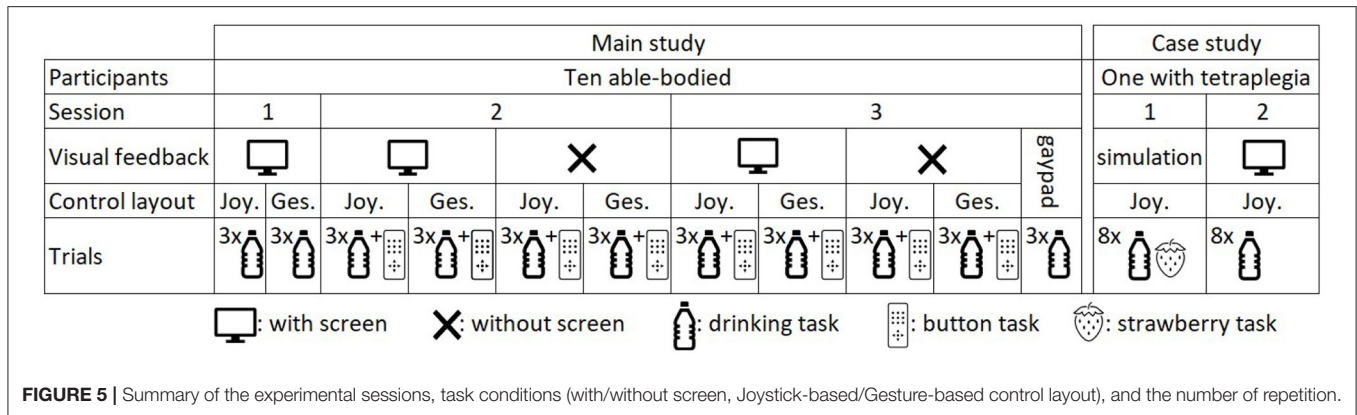 Main study Case study
Participants Ten able-bodied One with tetraplegia
Session 1 2 3 1 2
Visual feedback gaypad simulation
Control layout Joy. Ges. Joy. Ges. Joy. Ges. Joy. Ges. Joy. Ges. Joy. Joy.
Trials 3x 3x 3x + 3x + 3x + 3x + 3x + 3x + 3x + 3x + 3x 8x 8x
: with screen : without screen : drinking task : button task : strawberry task
FIGURE 5 | Summary of the experimental sessions, task conditions (with/without screen, Joystick-based/Gesture-based control layout), and the number of repetition.